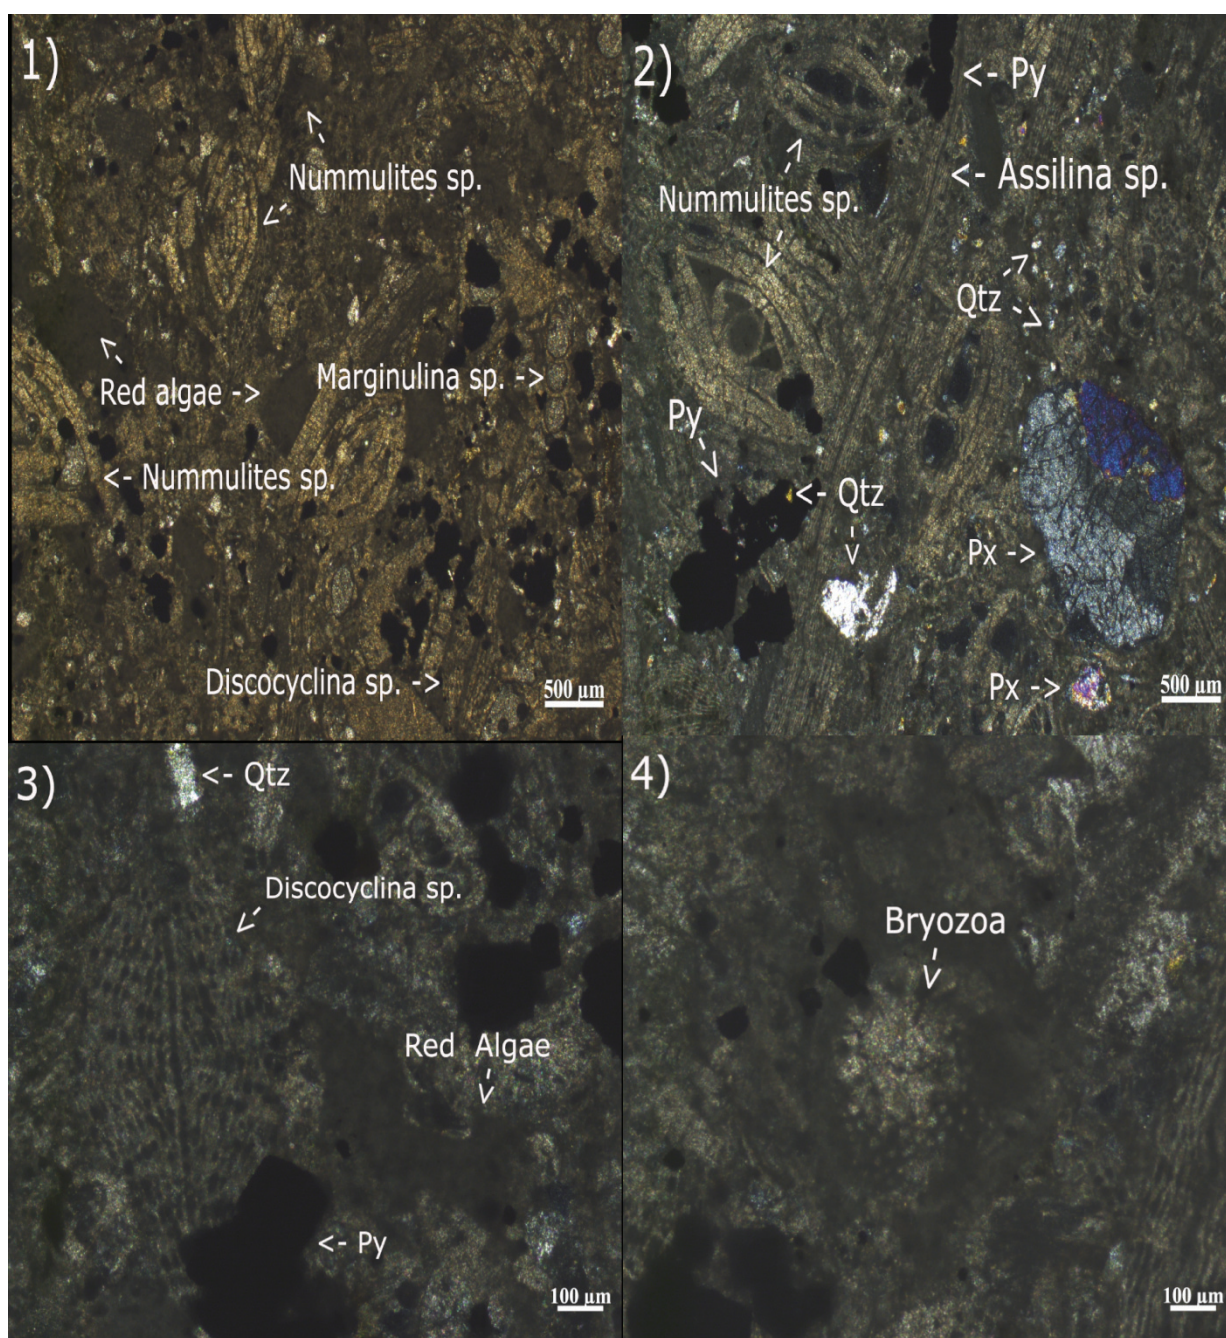 1)
Nummulites sp.
Red algae ->
Marginulina sp. ->
<- Nummulites sp.
Discocyclina sp. ->
500 µm
2)
<- Py
<- Assilina sp.
Nummulites sp.
Qtz
Py
<- Qtz
Px ->
Px ->
500 µm
3)
<- Qtz
Discocyclina sp.
Red Algae
<- Py
100 µm
4)
Bryozoa
100 µm